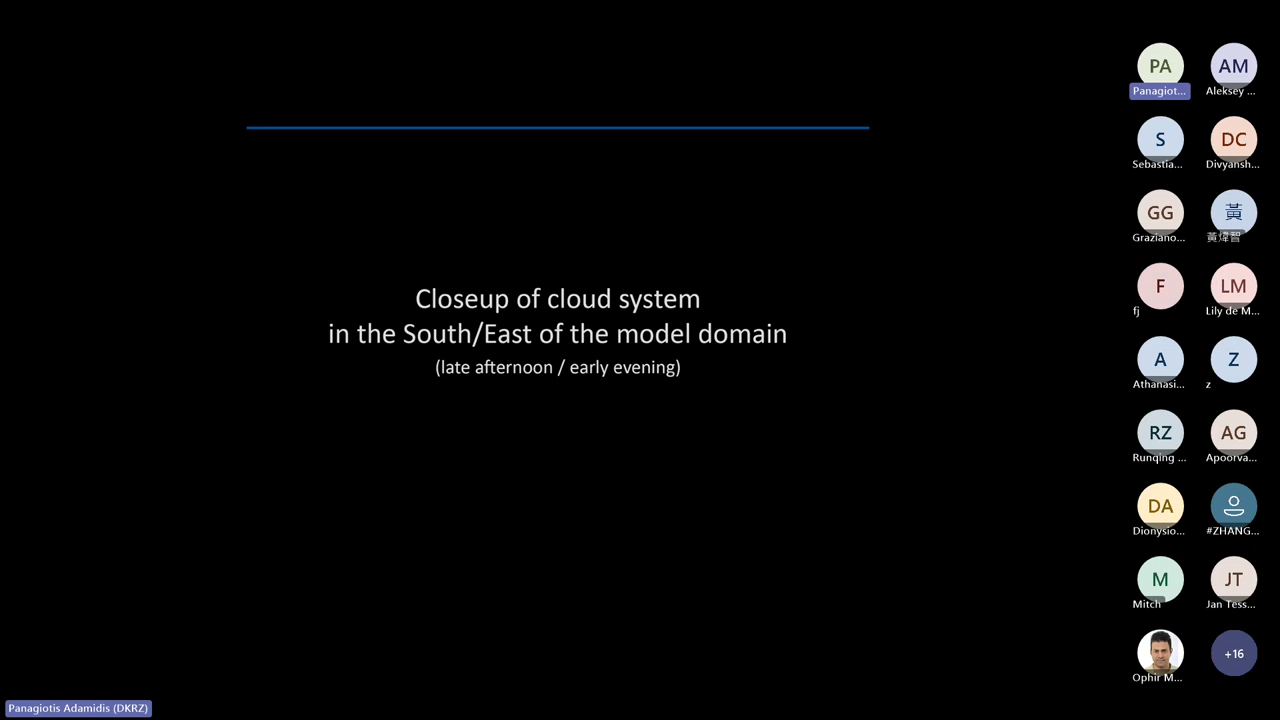 Closeup of cloud system
in the South/East of the model domain
(late afternoon / early evening)
PA
Panagiot...
AM
Aleksey ...
S
Sebastia...
DC
Divyansh...
GG
Graziano...
黃
黃煒智
F
fj
LM
Lily de M...
A
Athanasi...
Z
z
RZ
Runqing ...
AG
Apoorva...
DA
Dionysio...
#ZHANG...
M
Mitch
JT
Jan Tess...
Ophir M...
+16
Panagiotis Adamidis (DKRZ)